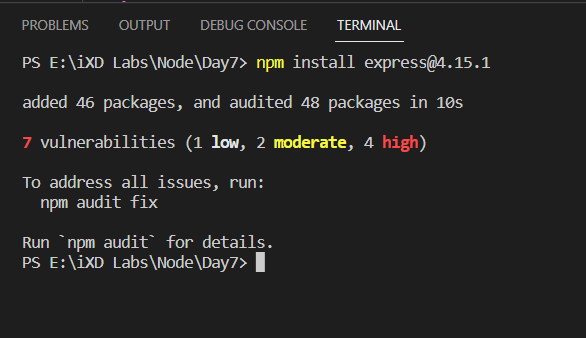 PROBLEMS OUTPUT DEBUG CONSOLE TERMINAL
PS E:\iXD Labs\Node\Day7> npm install express@4.15.1
added 46 packages, and audited 48 packages in 10s
7 vulnerabilities (1 low, 2 moderate, 4 high)
To address all issues, run:
  npm audit fix
Run `npm audit` for details.
PS E:\iXD Labs\Node\Day7>